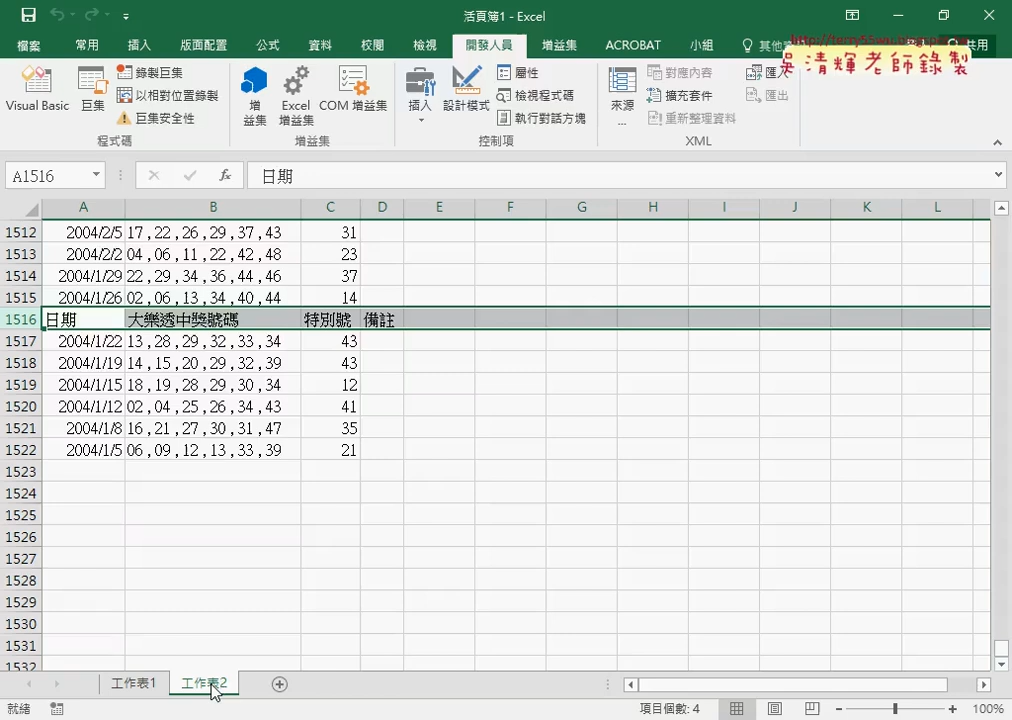 活頁簿1 - Excel
檔案 常用 插入 版面配置 公式 資料 校閱 檢視 開發人員 增益集 ACROBAT 小組 共用
吳清輝老師錄製
Visual Basic 巨集 錄製巨集 以相對位置錄製 巨集安全性 程式碼
增益集 Excel 增益集 COM 增益集 增益集
插入 設計模式 屬性 檢視程式碼 執行對話方塊 控制項
來源... 對應內容 擴充套件 重新整理資料 匯出 XML
A1516 fx 日期
A B C D E F G H I J K L
1512 2004/2/5 17 , 22 , 26 , 29 , 37 , 43 31
1513 2004/2/2 04 , 06 , 11 , 22 , 42 , 48 23
1514 2004/1/29 22 , 29 , 34 , 36 , 44 , 46 37
1515 2004/1/26 02 , 06 , 13 , 34 , 40 , 44 14
1516 日期 大樂透中獎號碼 特別號 備註
1517 2004/1/22 13 , 28 , 29 , 32 , 33 , 34 43
1518 2004/1/19 14 , 15 , 20 , 29 , 32 , 39 43
1519 2004/1/15 18 , 19 , 28 , 29 , 30 , 34 12
1520 2004/1/12 02 , 04 , 25 , 26 , 34 , 43 41
1521 2004/1/8 16 , 21 , 27 , 30 , 31 , 47 35
1522 2004/1/5 06 , 09 , 12 , 13 , 33 , 39 21
1523
1524
1525
1526
1527
1528
1529
1530
1531
1532
工作表1 工作表2
就緒 項目個數: 4 100%